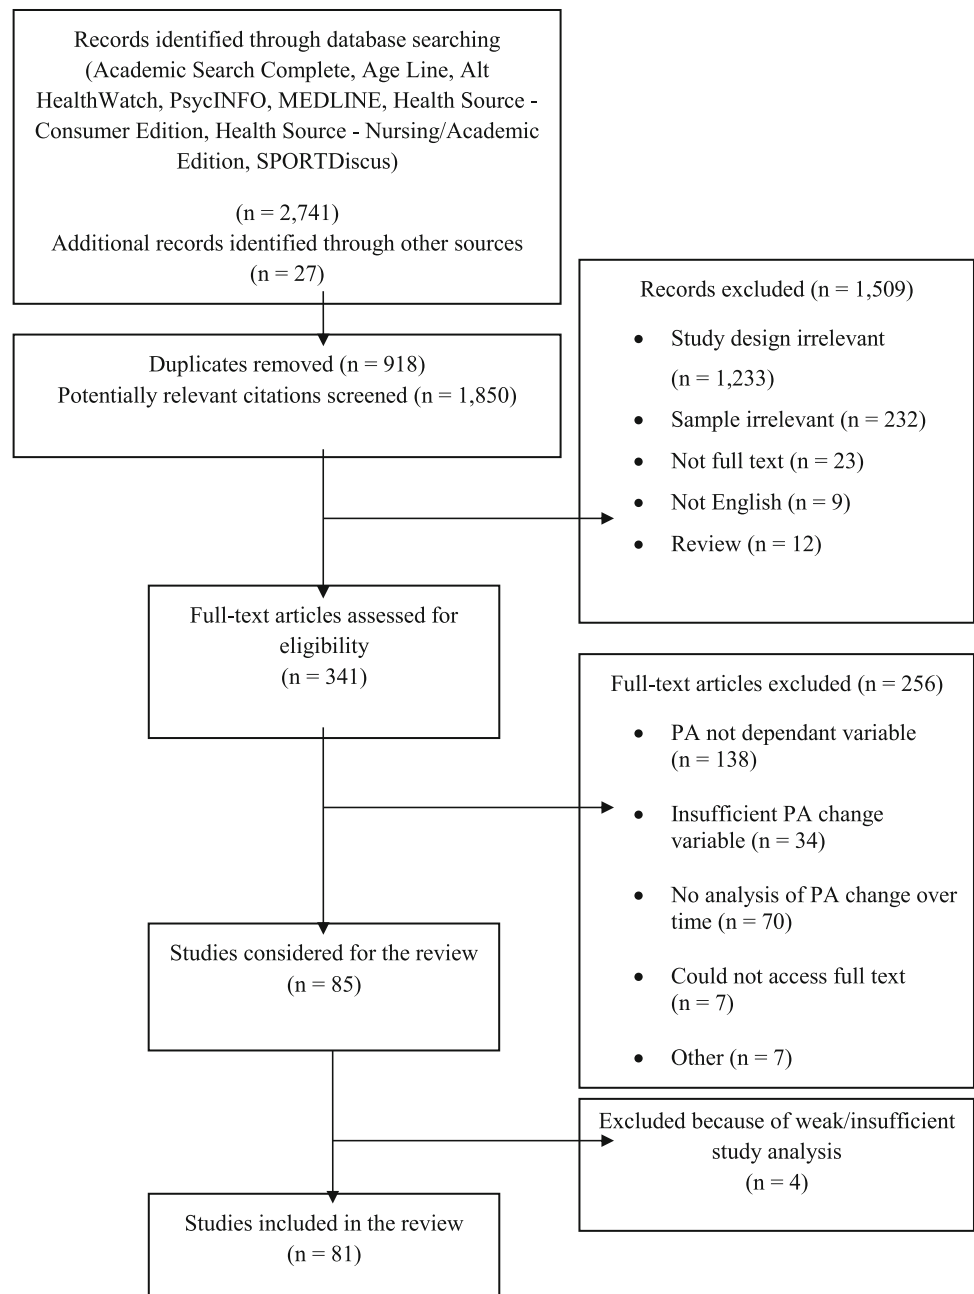 Records identified through database searching
(Academic Search Complete, Age Line, Alt
HealthWatch, PsycINFO, MEDLINE, Health Source -
Consumer Edition, Health Source - Nursing/Academic
Edition, SPORTDiscus)
(n = 2,741)
Additional records identified through other sources
(n = 27)
Duplicates removed (n = 918)
Potentially relevant citations screened (n = 1,850)
Records excluded (n = 1,509)
• Study design irrelevant
(n = 1,233)
• Sample irrelevant (n = 232)
• Not full text (n = 23)
• Not English (n = 9)
• Review (n = 12)
Full-text articles assessed for
eligibility
(n = 341)
Full-text articles excluded (n = 256)
• PA not dependant variable
(n = 138)
• Insufficient PA change
variable (n = 34)
• No analysis of PA change over
time (n = 70)
• Could not access full text
(n = 7)
• Other (n = 7)
Studies considered for the review
(n = 85)
Excluded because of weak/insufficient
study analysis
(n = 4)
Studies included in the review
(n = 81)